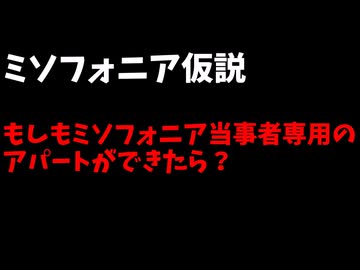 ミソフォニア仮説
もしもミソフォニア当事者専用の
アパートができたら？